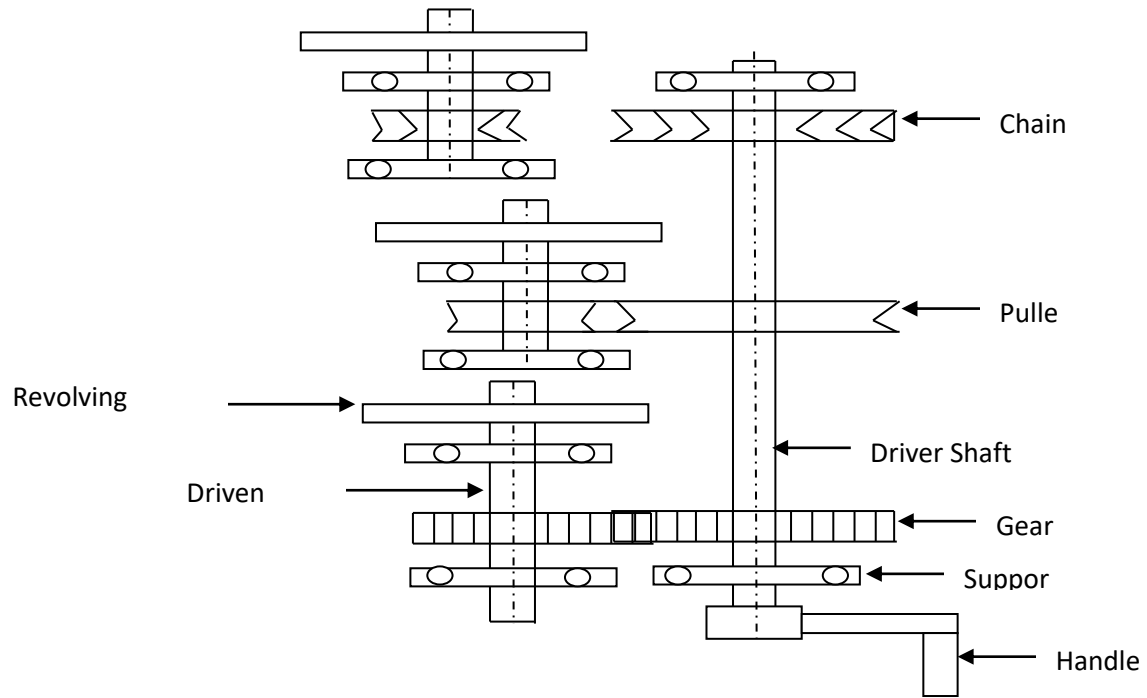 Chain
Pulle
Revolving
Driver Shaft
Driven
Gear
Suppor
Handle